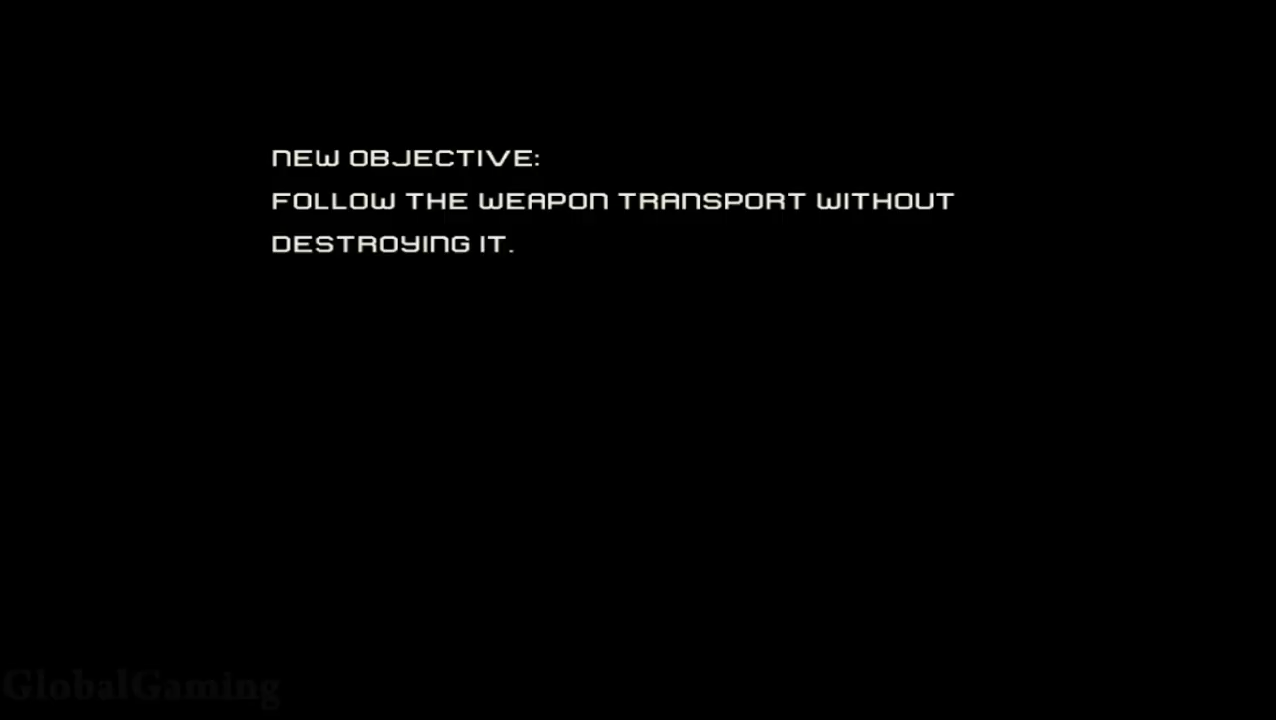 NEW OBJECTIVE:
FOLLOW THE WEAPON TRANSPORT WITHOUT
DESTROYING IT.
GlobalGaming